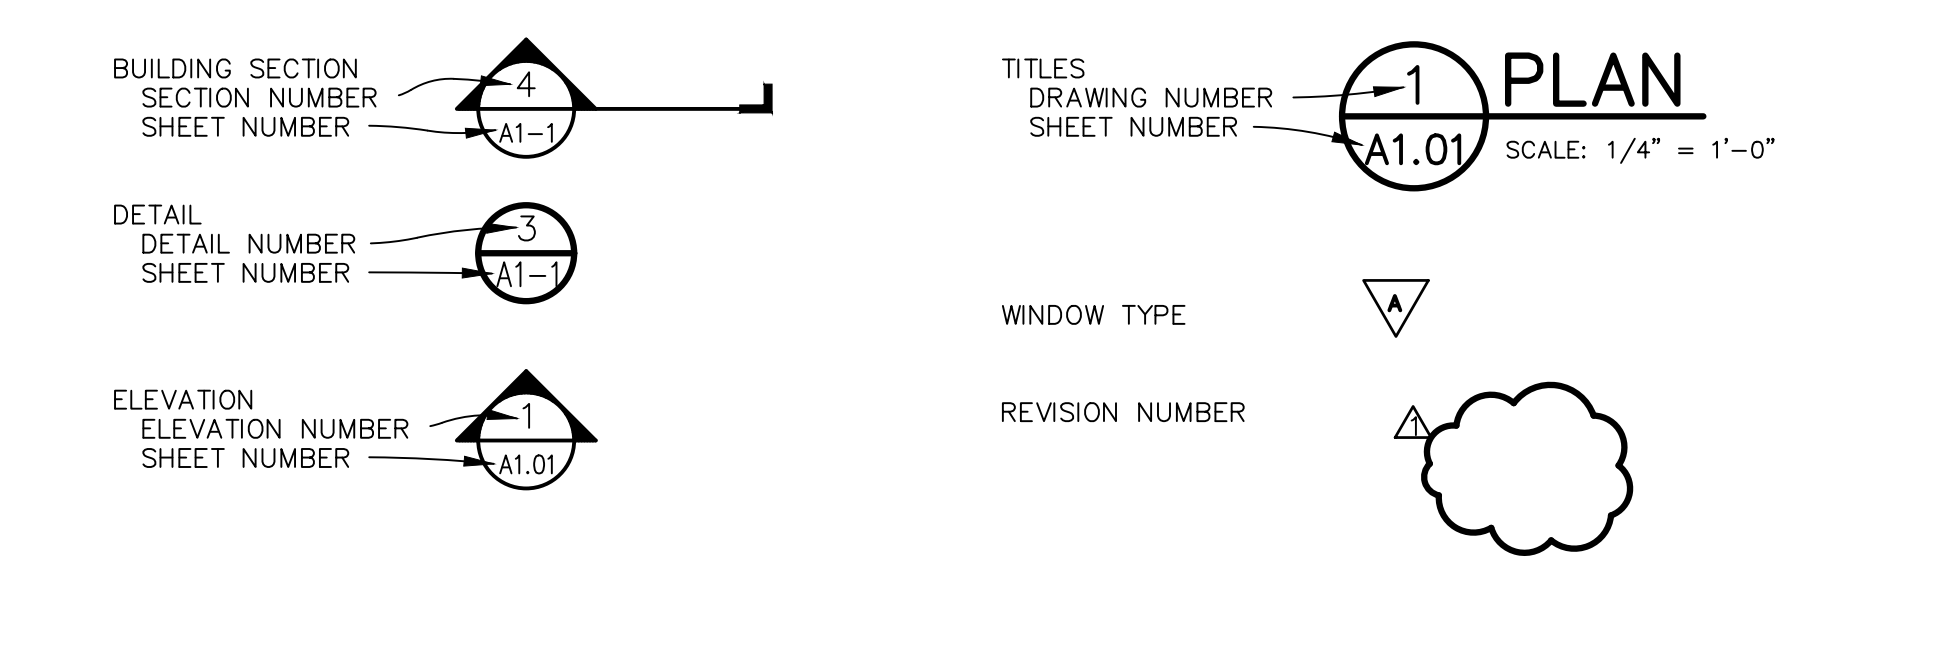 BUILDING SECTION
SECTION NUMBER
SHEET NUMBER
4
A1-1
DETAIL
DETAIL NUMBER
SHEET NUMBER
3
A1-1
ELEVATION
ELEVATION NUMBER
SHEET NUMBER
1
A1.01
TITLES
DRAWING NUMBER
SHEET NUMBER
1
A1.01
PLAN
SCALE: 1/4" = 1'-0"
WINDOW TYPE
A
REVISION NUMBER
1